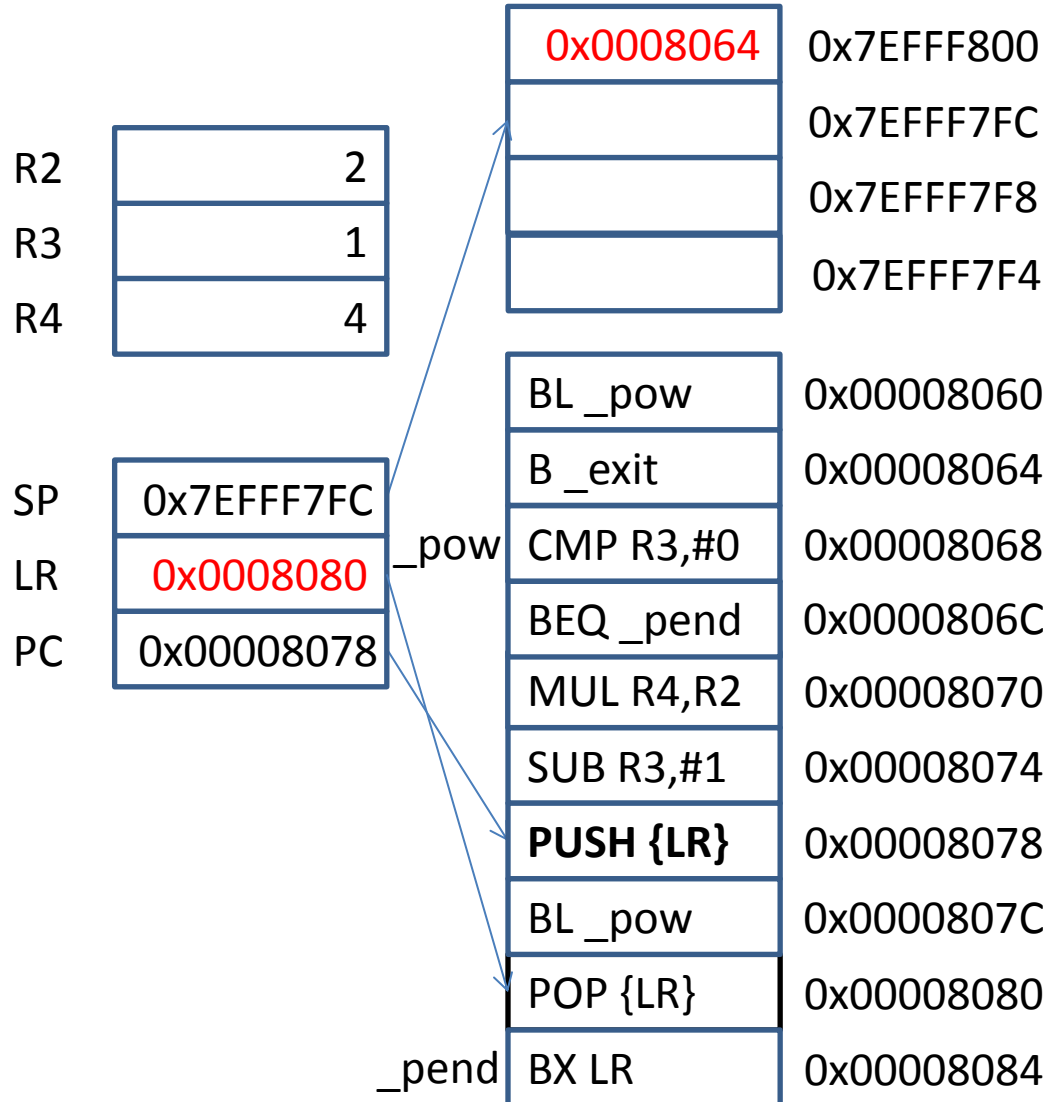 0x0008064 0x7EFFF800
0x7EFFF7FC
R2 2
0x7EFFF7F8
R3 1
0x7EFFF7F4
R4 4
BL _pow 0x00008060
SP 0x7EFFF7FC
B _exit 0x00008064
LR 0x0008080
_pow CMP R3,#0 0x00008068
PC 0x00008078
BEQ _pend 0x0000806C
MUL R4,R2 0x00008070
SUB R3,#1 0x00008074
PUSH {LR} 0x00008078
BL _pow 0x0000807C
POP {LR} 0x00008080
_pend BX LR 0x00008084